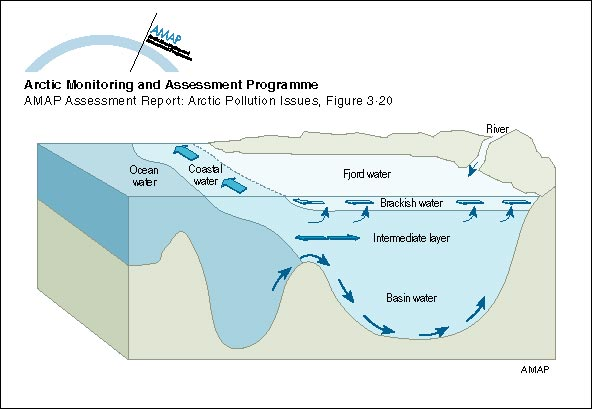 AMAP
Arctic Monitoring and Assessment Programme
AMAP Assessment Report: Arctic Pollution Issues, Figure 3-20
River
Ocean
water
Coastal
water
Fjord water
Brackish water
Intermediate layer
Basin water
AMAP